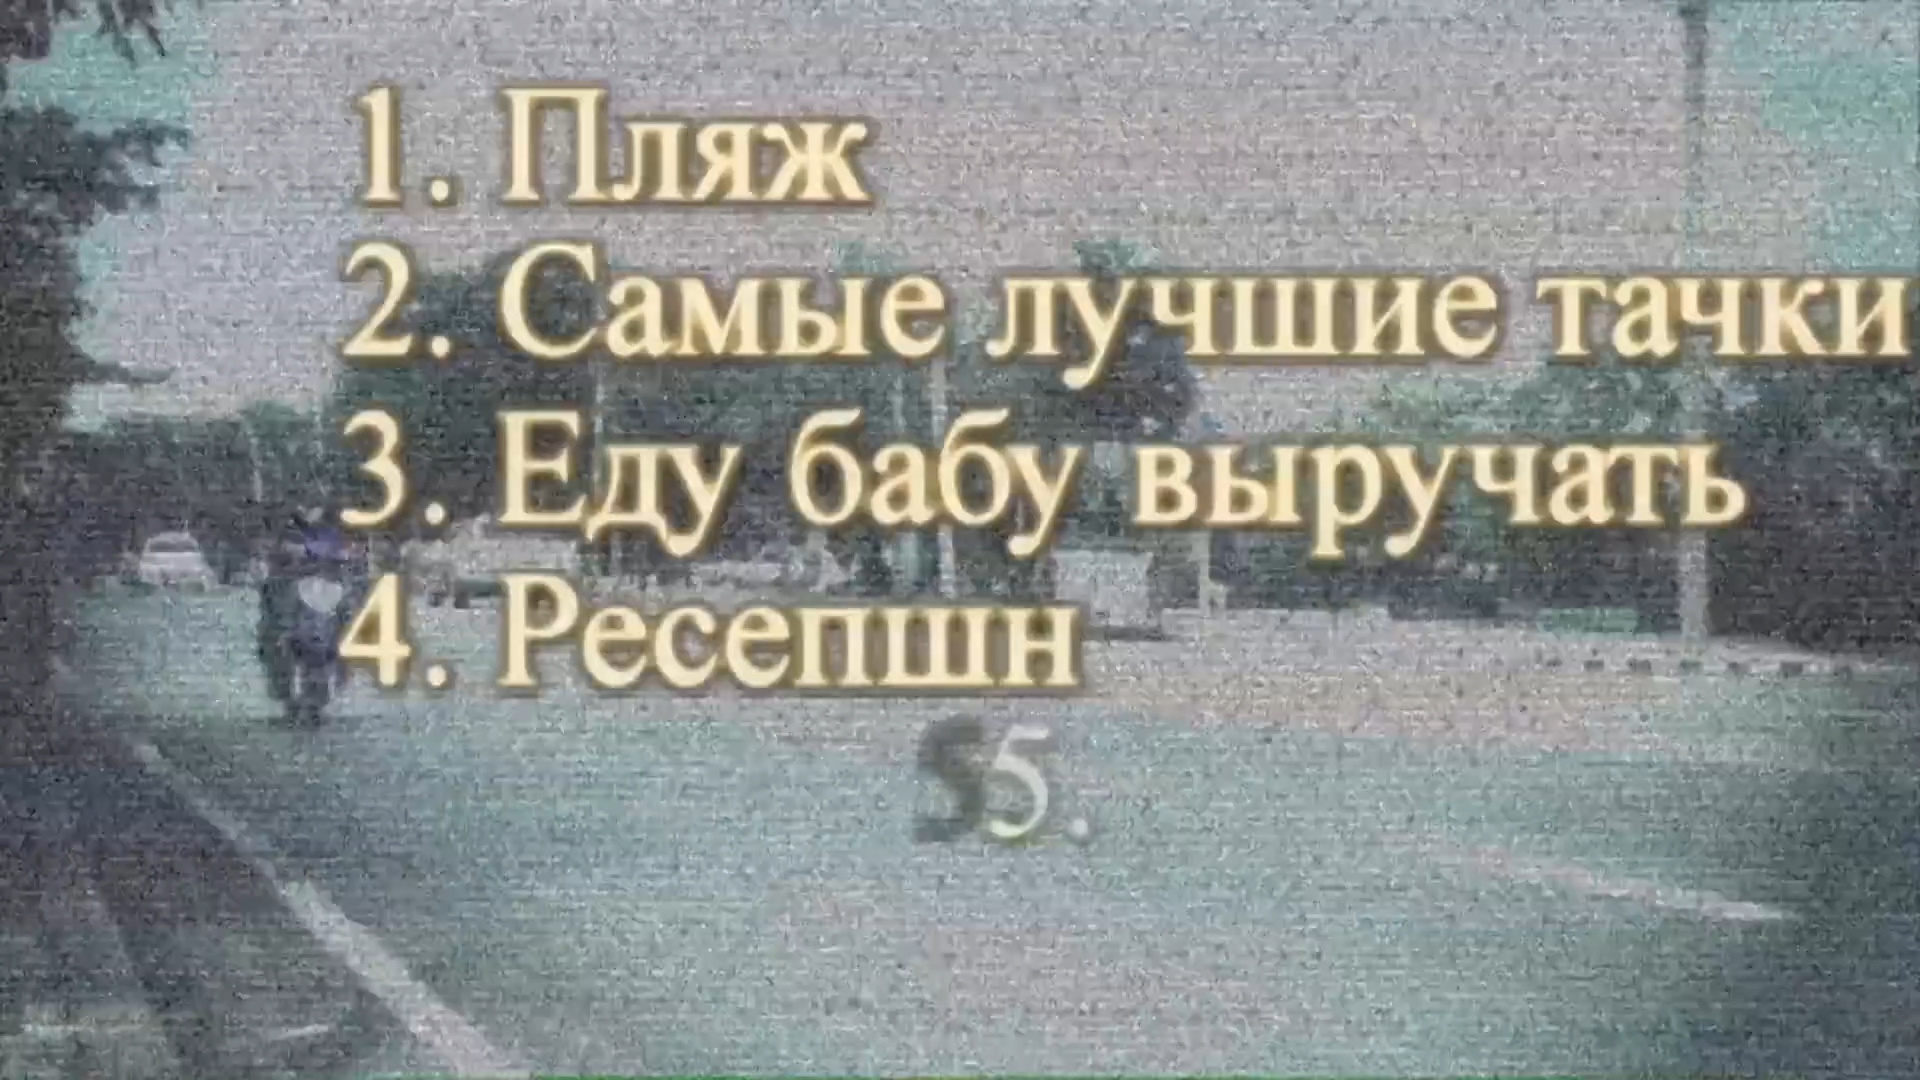 1. Пляж
2. Самые лучшие тачки
3. Еду бабу выручать
4. Ресепшн
5.